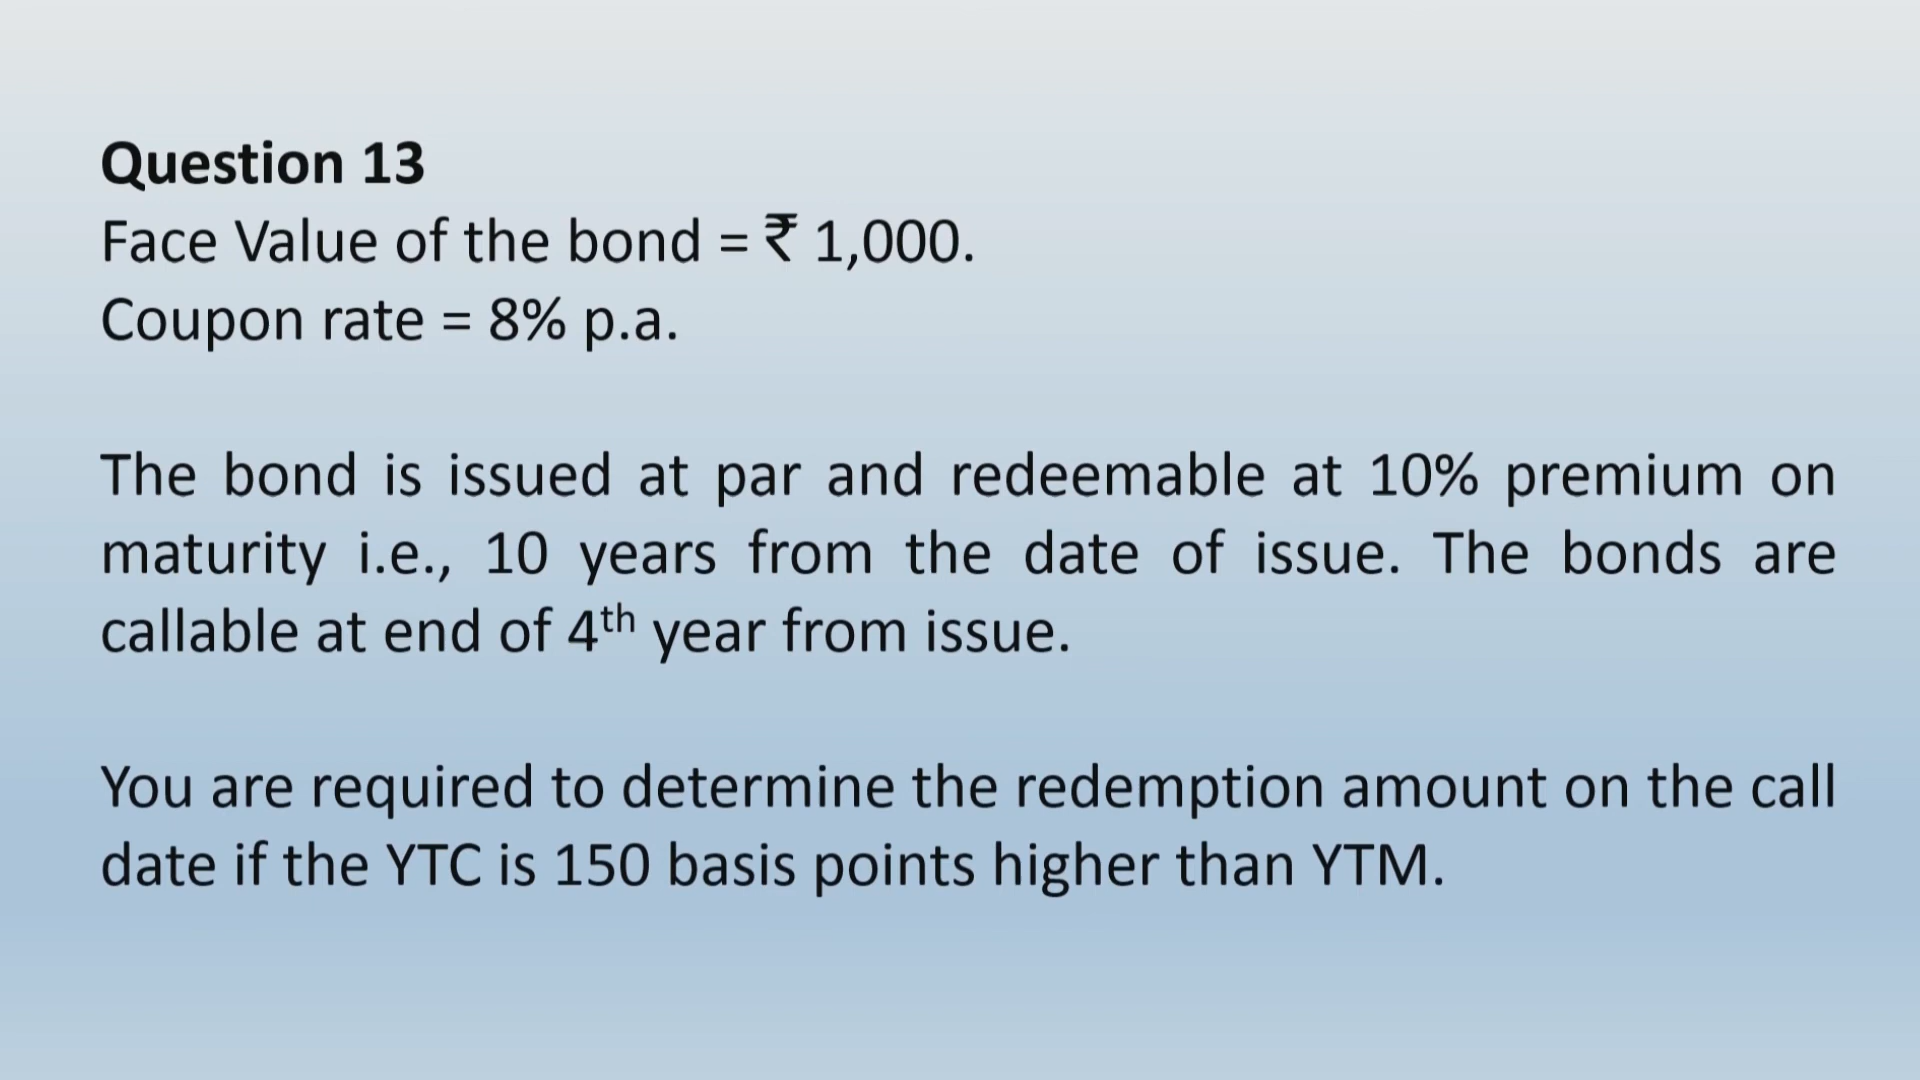 Question 13
Face Value of the bond = ₹ 1,000.
Coupon rate = 8% p.a.
The bond is issued at par and redeemable at 10% premium on
maturity i.e., 10 years from the date of issue. The bonds are
callable at end of 4th year from issue.
You are required to determine the redemption amount on the call
date if the YTC is 150 basis points higher than YTM.